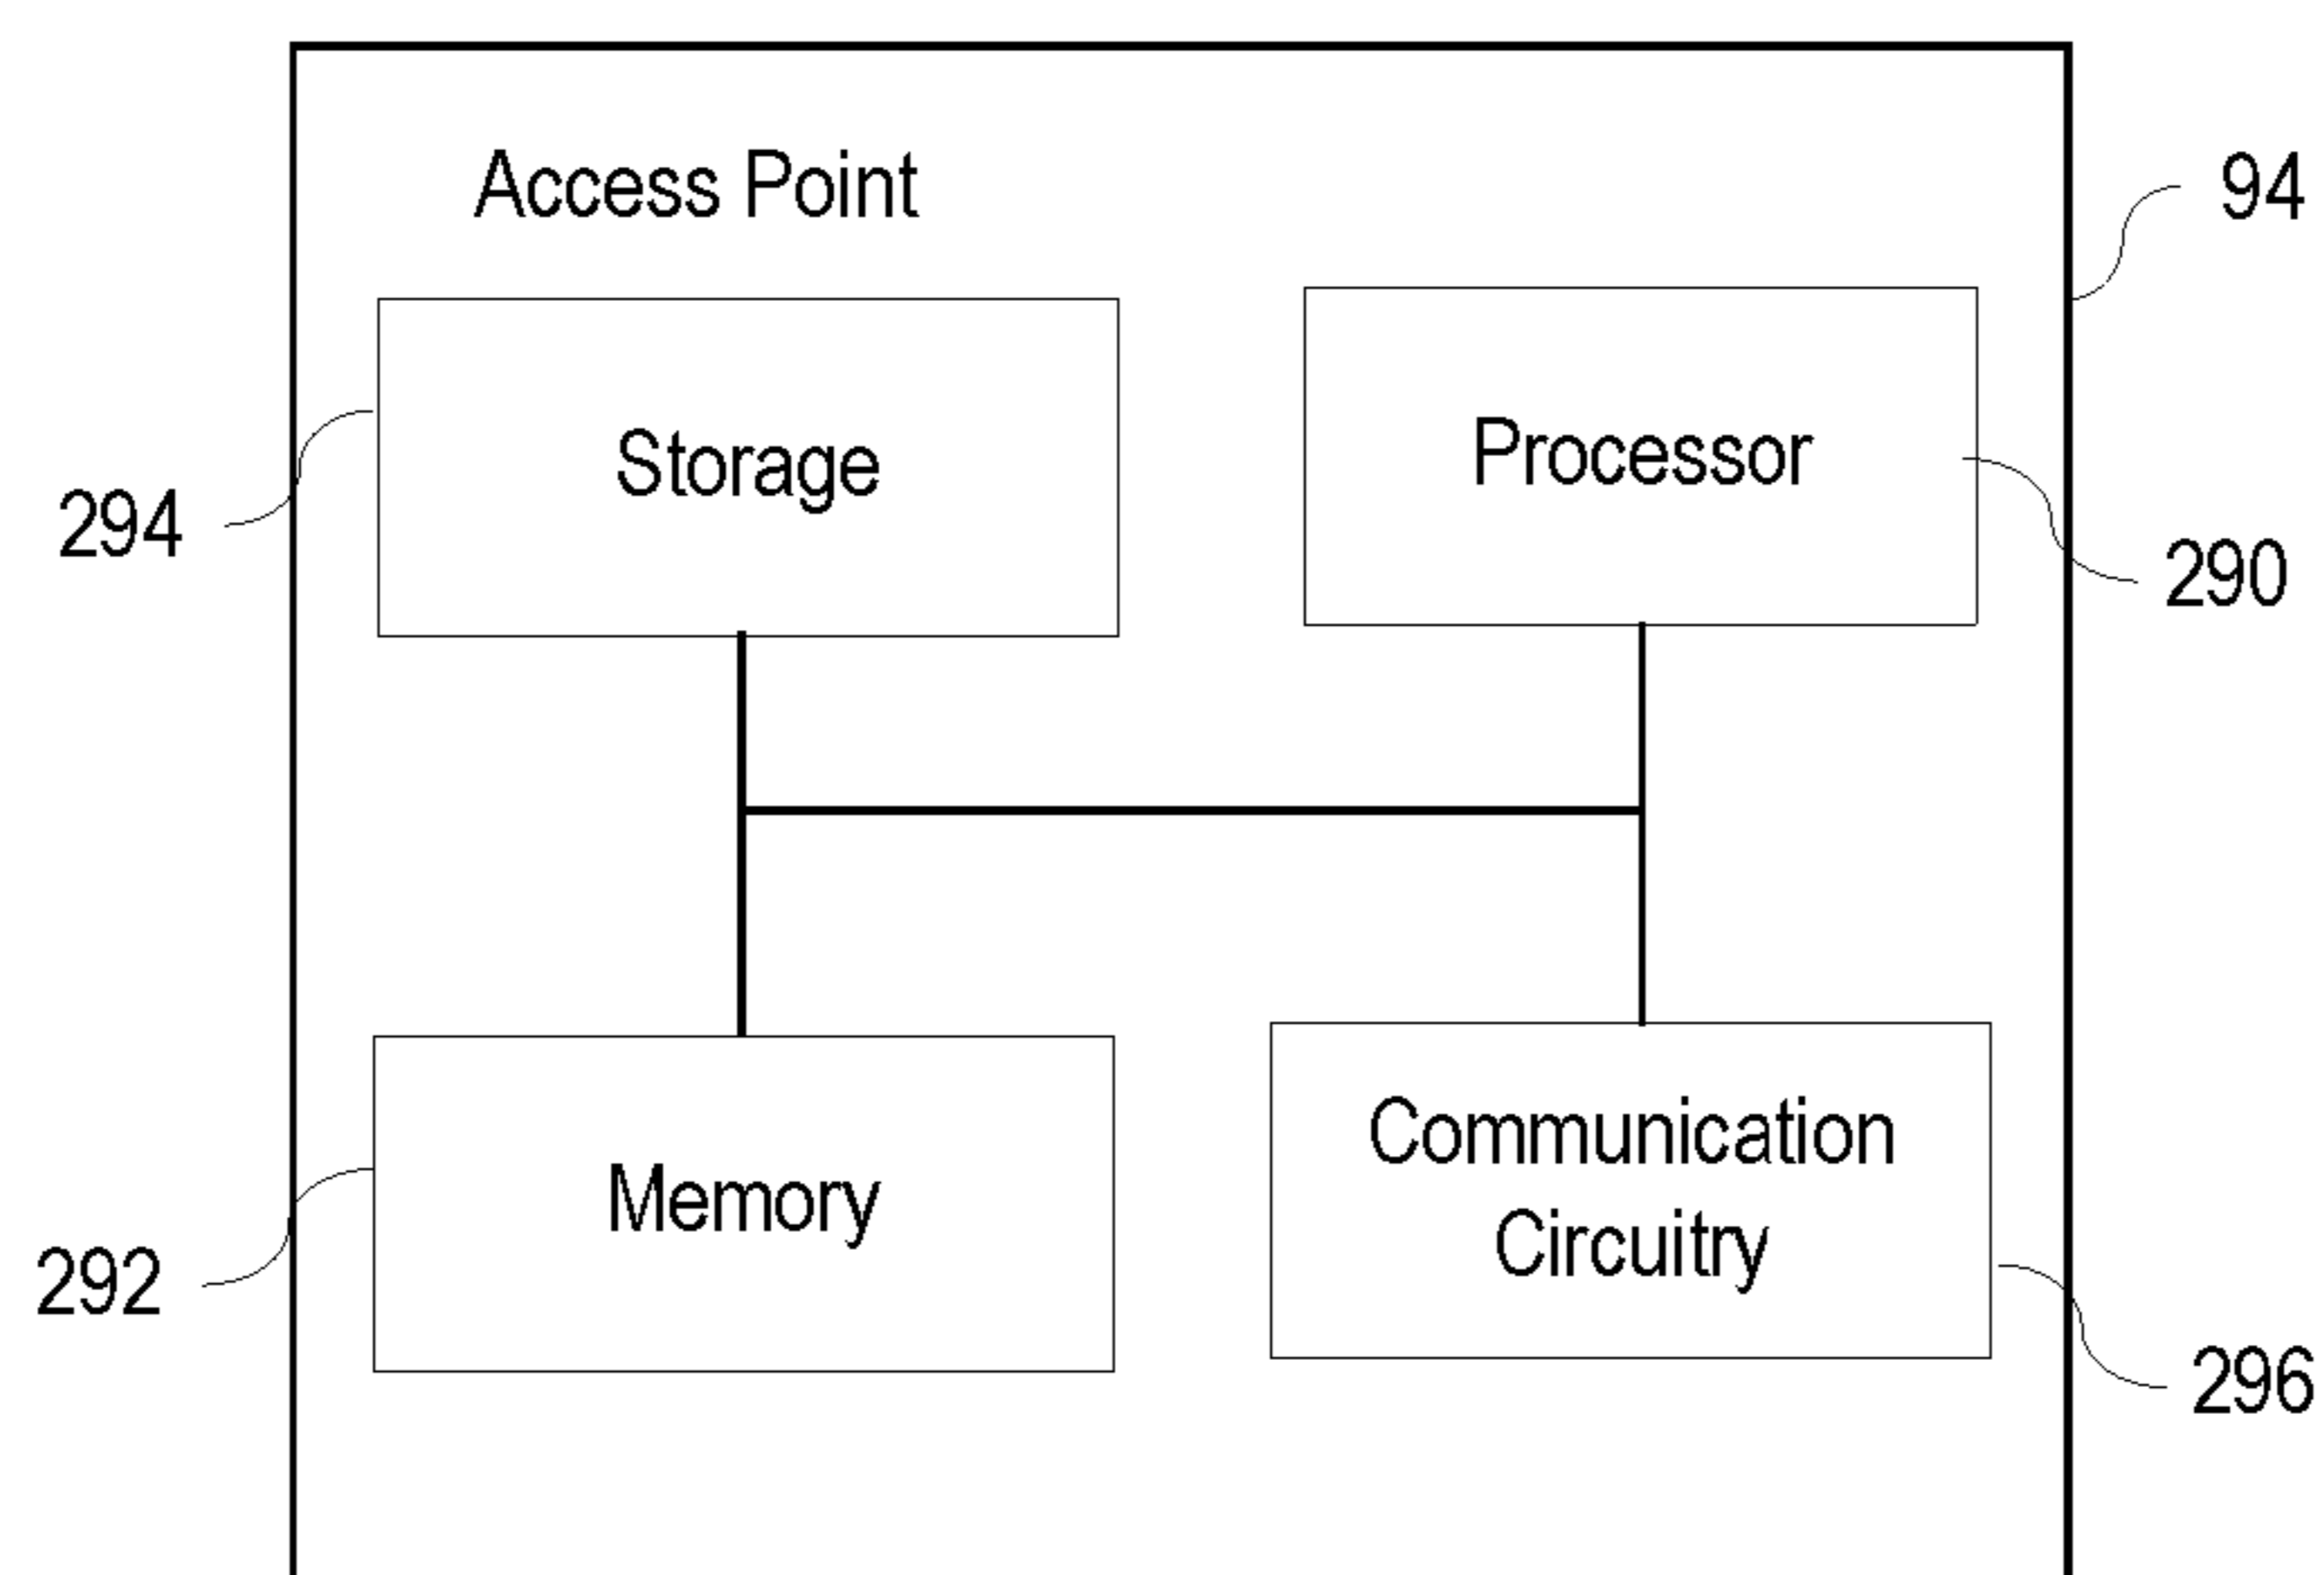 Access Point
94
Storage
Processor
294
290
Memory
Communication
Circuitry
292
296